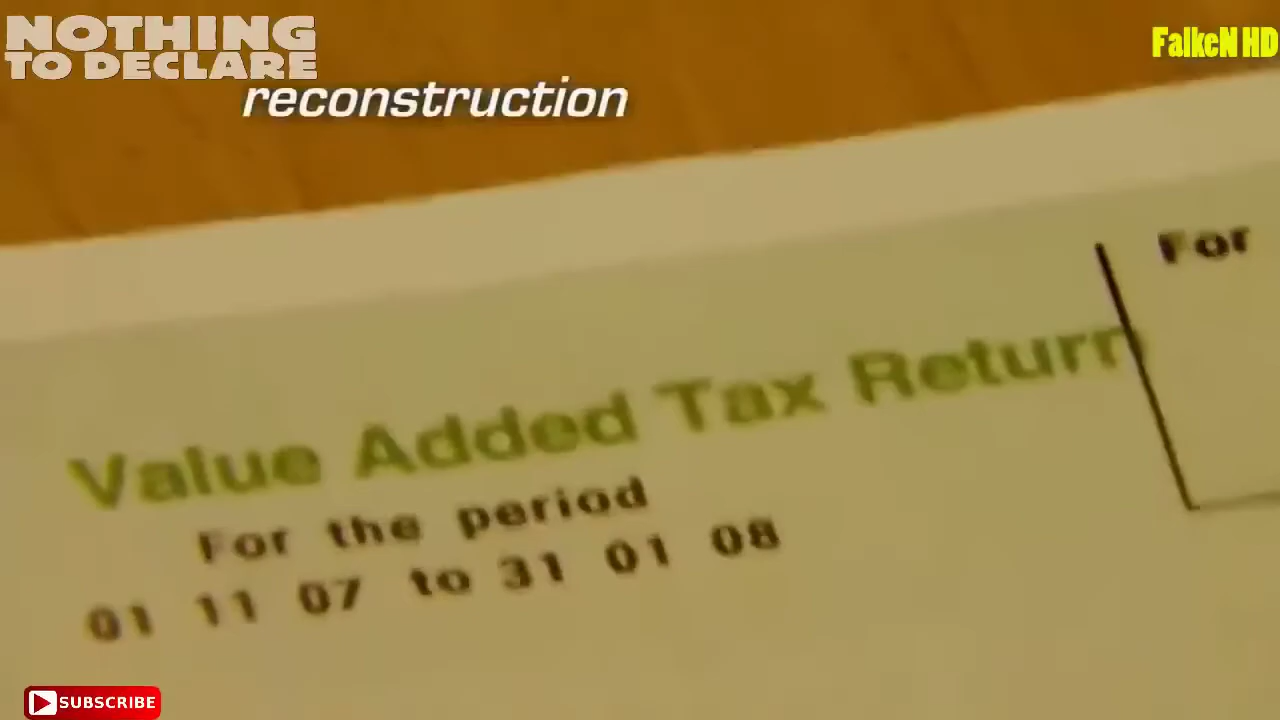 NOTHING
TO DECLARE
reconstruction
FalkeN HD
For
Value Added Tax Return
For the period
01 11 07 to 31 01 08
SUBSCRIBE